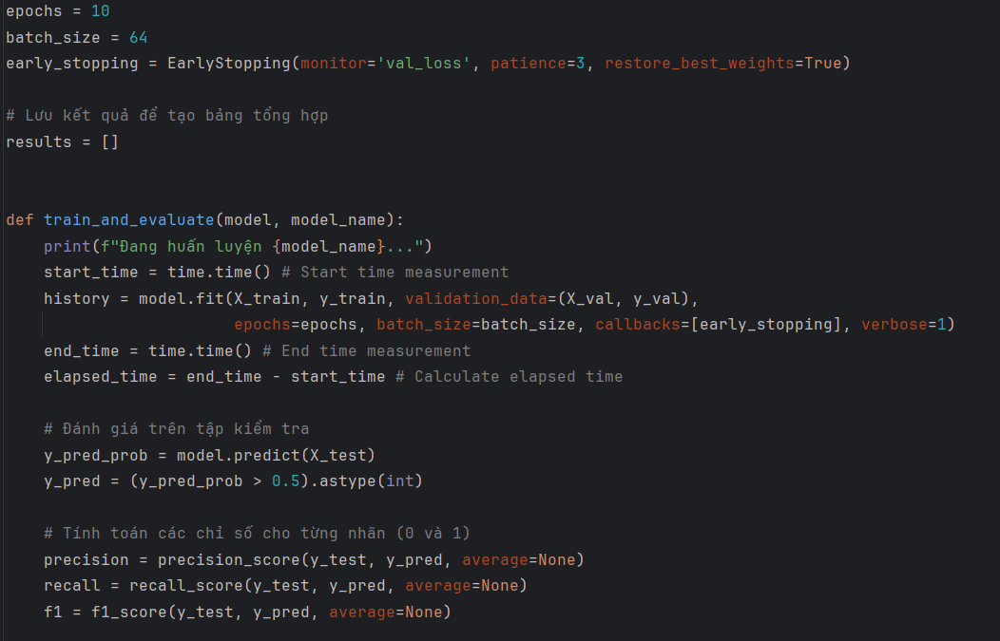 epochs = 10
batch_size = 64
early_stopping = EarlyStopping(monitor='val_loss', patience=3, restore_best_weights=True)
# Lưu kết quả để tạo bảng tổng hợp
results = []
def train_and_evaluate(model, model_name):
    print(f"Đang huấn luyện {model_name}...")
    start_time = time.time() # Start time measurement
    history = model.fit(X_train, y_train, validation_data=(X_val, y_val),
                        epochs=epochs, batch_size=batch_size, callbacks=[early_stopping], verbose=1)
    end_time = time.time() # End time measurement
    elapsed_time = end_time - start_time # Calculate elapsed time
    # Đánh giá trên tập kiểm tra
    y_pred_prob = model.predict(X_test)
    y_pred = (y_pred_prob > 0.5).astype(int)
    # Tính toán các chỉ số cho từng nhãn (0 và 1)
    precision = precision_score(y_test, y_pred, average=None)
    recall = recall_score(y_test, y_pred, average=None)
    f1 = f1_score(y_test, y_pred, average=None)